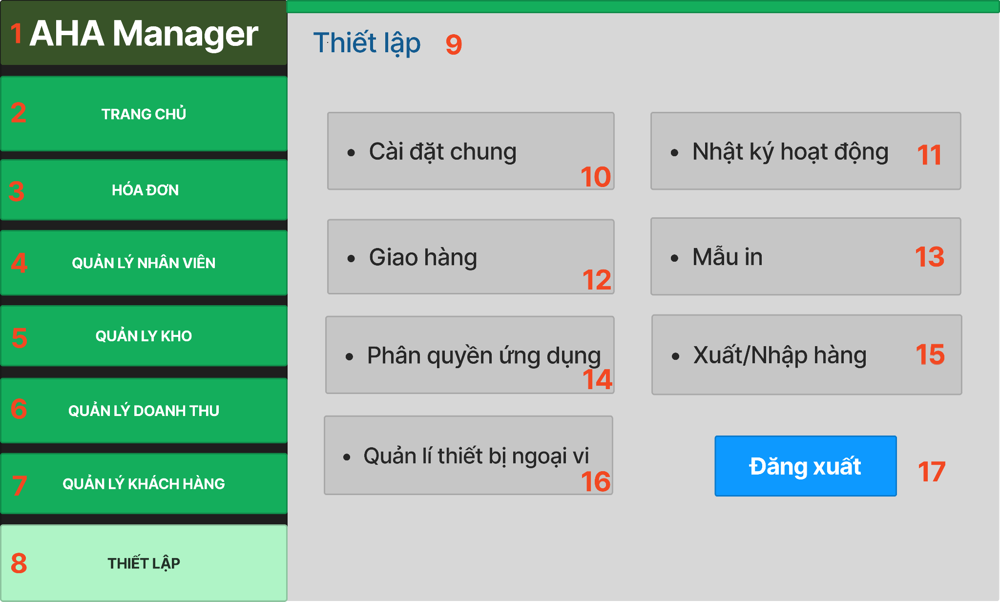 1 AHA Manager
2 TRANG CHỦ
3 HÓA ĐƠN
4 QUẢN LÝ NHÂN VIÊN
5 QUẢN LY KHO
6 QUẢN LÝ DOANH THU
7 QUẢN LÝ KHÁCH HÀNG
8 THIẾT LẬP
Thiết lập 9
• Cài đặt chung
10
• Nhật ký hoạt động 11
• Giao hàng
12
• Mẫu in 13
• Phân quyền ứng dụng
14
• Xuất/Nhập hàng 15
• Quản lí thiết bị ngoại vi
16
Đăng xuất 17